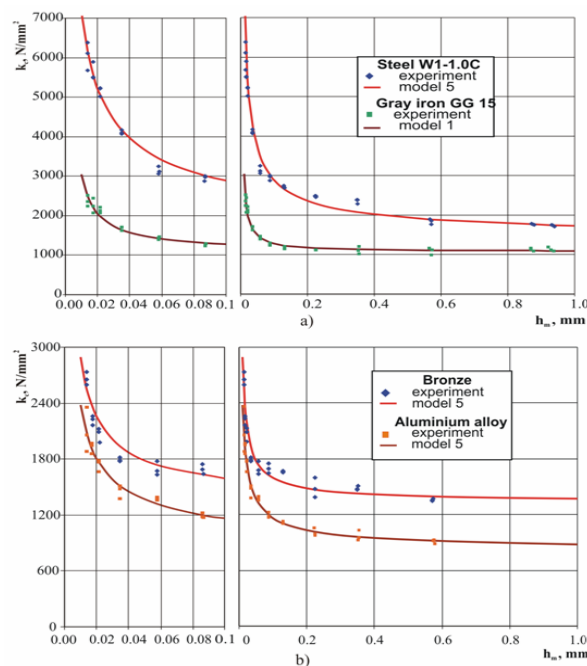 k, N/mm²
7000
6000
5000
4000
3000
2000
1000
0
0.00 0.02 0.04 0.06 0.08 0.1
0 0.2 0.4 0.6 0.8 1.0
Steel W1-1.0C
experiment
model 5
Gray iron GG 15
experiment
model 1
hm, mm
a)
k, N/mm²
3000
2400
1800
1200
600
0
0.00 0.02 0.04 0.06 0.08 0.1
0 0.2 0.4 0.6 0.8 1.0
Bronze
experiment
model 5
Aluminium alloy
experiment
model 5
hm, mm
b)